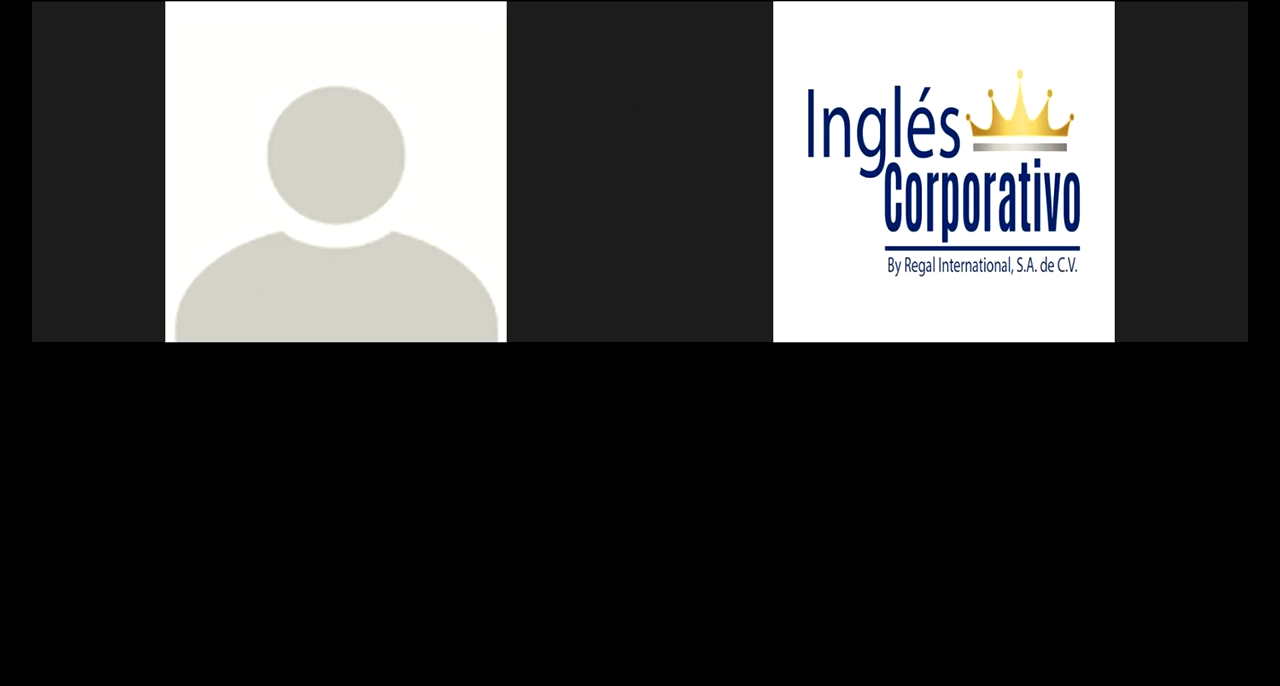 Inglés
Corporativo
By Regal International, S.A. de C.V.